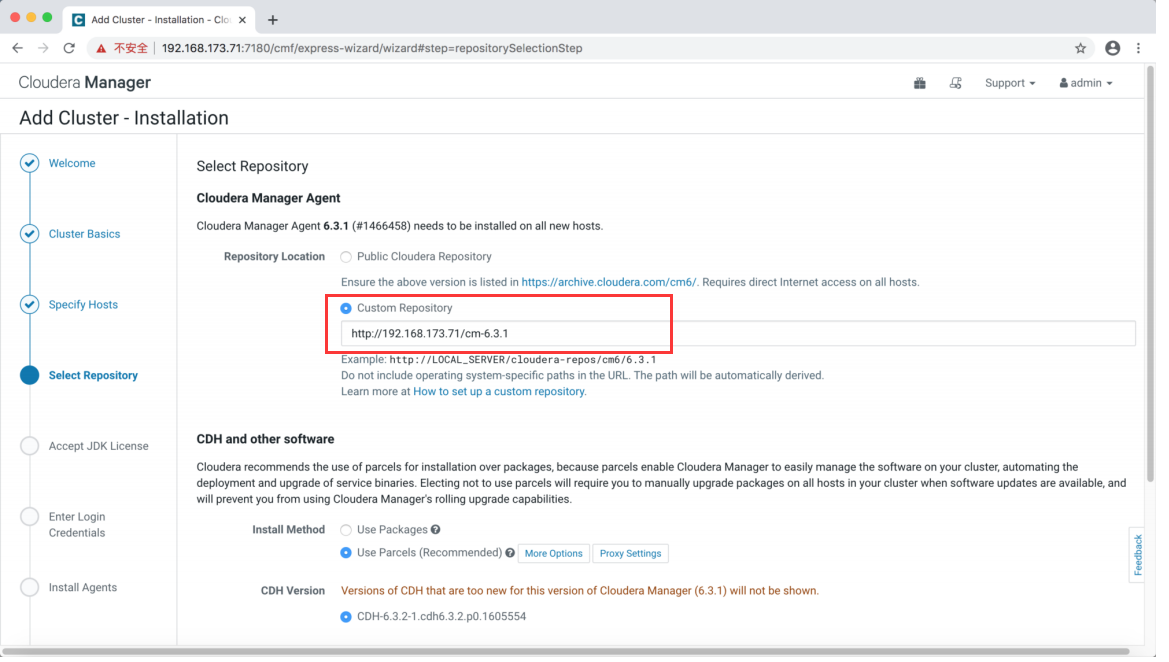 Add Cluster - Installation - Clo
不安全 192.168.173.71:7180/cmf/express-wizard/wizard#step=repositorySelectionStep
Cloudera Manager
Support
admin
Add Cluster - Installation
Welcome
Cluster Basics
Specify Hosts
Select Repository
Accept JDK License
Enter Login
Credentials
Install Agents
Select Repository
Cloudera Manager Agent
Cloudera Manager Agent 6.3.1 (#1466458) needs to be installed on all new hosts.
Repository Location
Public Cloudera Repository
Ensure the above version is listed in https://archive.cloudera.com/cm6/. Requires direct Internet access on all hosts.
Custom Repository
http://192.168.173.71/cm-6.3.1
Example: http://LOCAL_SERVER/cloudera-repos/cm6/6.3.1
Do not include operating system-specific paths in the URL. The path will be automatically derived.
Learn more at How to set up a custom repository.
CDH and other software
Cloudera recommends the use of parcels for installation over packages, because parcels enable Cloudera Manager to easily manage the software on your cluster, automating the
deployment and upgrade of service binaries. Electing not to use parcels will require you to manually upgrade packages on all hosts in your cluster when software updates are available, and
will prevent you from using Cloudera Manager's rolling upgrade capabilities.
Install Method
Use Packages
Use Parcels (Recommended) More Options Proxy Settings
CDH Version
Versions of CDH that are too new for this version of Cloudera Manager (6.3.1) will not be shown.
CDH-6.3.2-1.cdh6.3.2.p0.1605554
Feedback